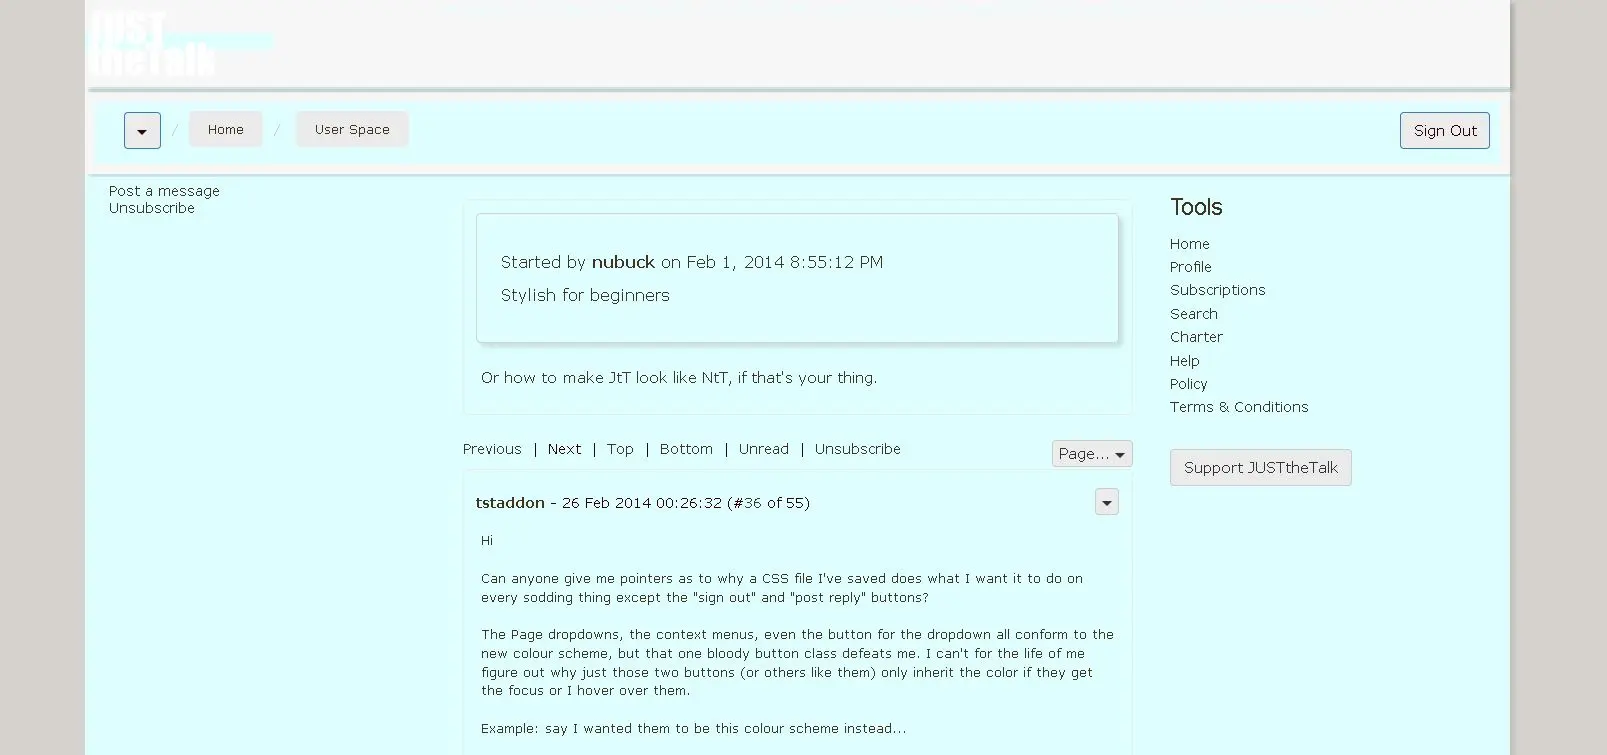 JUST
theTalk
/ Home / User Space
Sign Out
Post a message
Unsubscribe
Started by nubuck on Feb 1, 2014 8:55:12 PM
Stylish for beginners
Or how to make JtT look like NtT, if that's your thing.
Previous | Next | Top | Bottom | Unread | Unsubscribe
Page...
tstaddon - 26 Feb 2014 00:26:32 (#36 of 55)
Hi
Can anyone give me pointers as to why a CSS file I've saved does what I want it to do on
every sodding thing except the "sign out" and "post reply" buttons?
The Page dropdowns, the context menus, even the button for the dropdown all conform to the
new colour scheme, but that one bloody button class defeats me. I can't for the life of me
figure out why just those two buttons (or others like them) only inherit the color if they get
the focus or I hover over them.
Example: say I wanted them to be this colour scheme instead...
Tools
Home
Profile
Subscriptions
Search
Charter
Help
Policy
Terms & Conditions
Support JUSTtheTalk